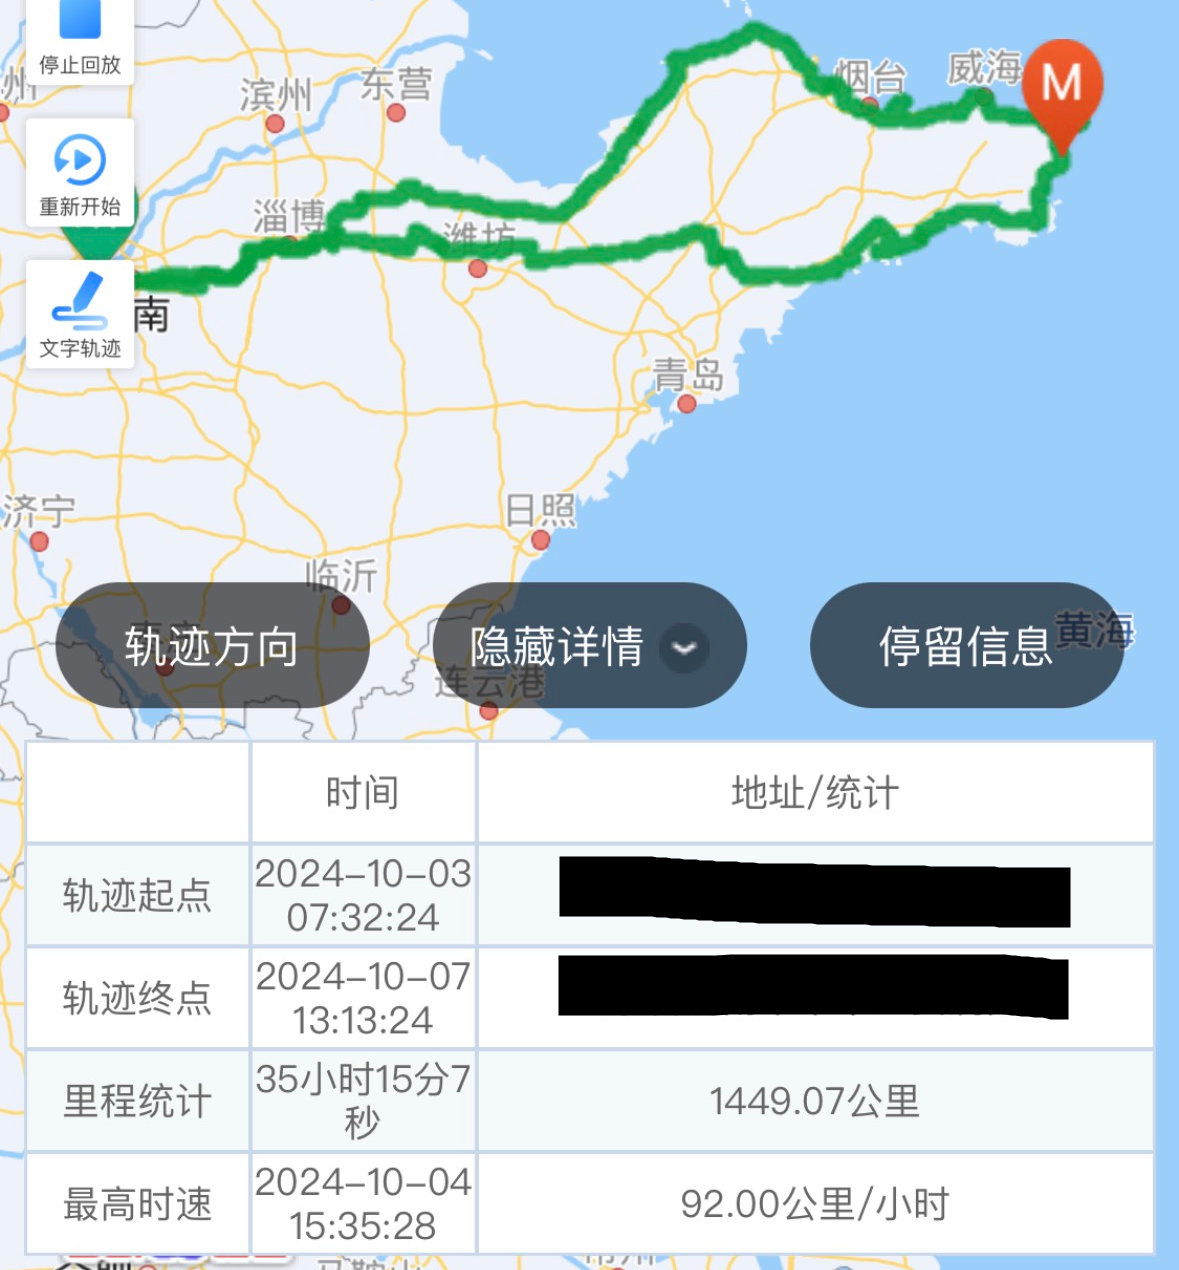 停止回放
州
滨州
东营
烟台
威海
M
重新开始
淄博
潍坊
文字轨迹
南
青岛
济宁
日照
临沂
轨迹方向
隐藏详情
停留信息
黄海
连云港
时间
地址/统计
轨迹起点
2024-10-03
07:32:24
轨迹终点
2024-10-07
13:13:24
里程统计
35小时15分7
秒
1449.07公里
最高时速
2024-10-04
15:35:28
92.00公里/小时